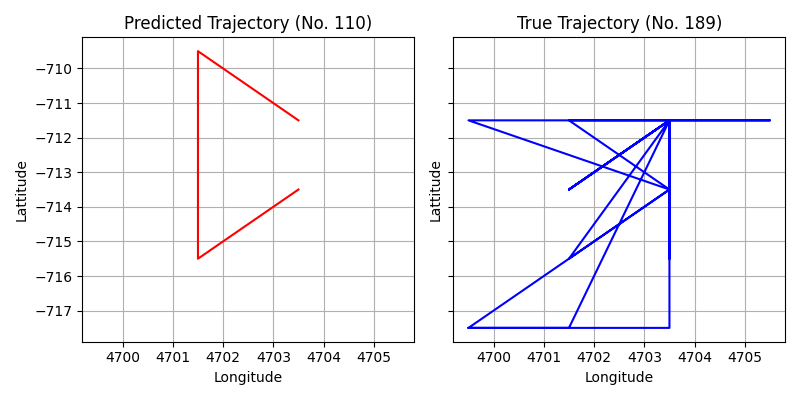 Predicted Trajectory (No. 110)
True Trajectory (No. 189)
Lattitude
−710
−711
−712
−713
−714
−715
−716
−717
4700 4701 4702 4703 4704 4705
Longitude
Lattitude
4700 4701 4702 4703 4704 4705
Longitude